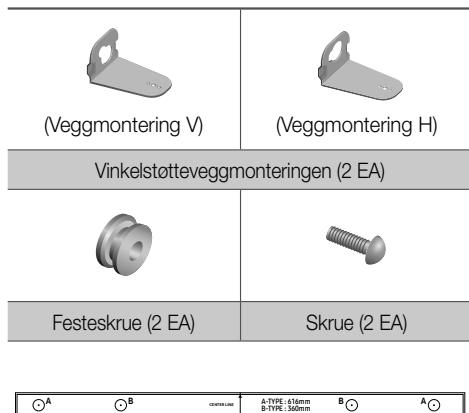 (Veggmontering V)
(Veggmontering H)
Vinkelstøtteveggmonteringen (2 EA)
Festeskrue (2 EA)
Skrue (2 EA)
A
B
CENTER LINE
A-TYPE : 616mm
B-TYPE : 360mm
B
A